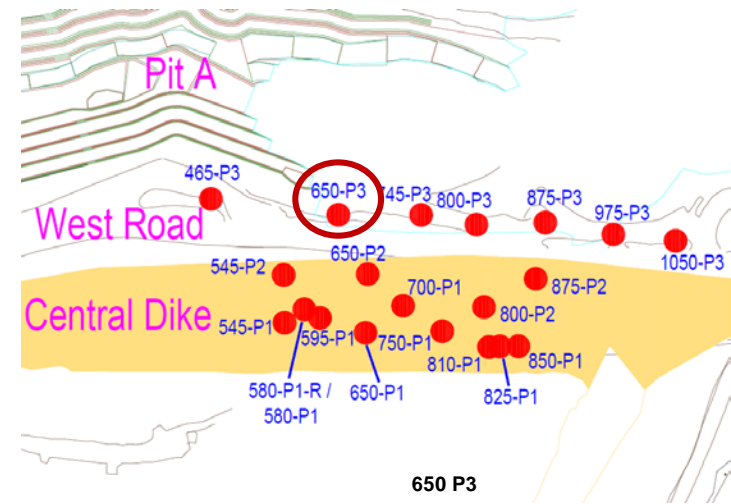 Pit A
465-P3
650-P3
745-P3
800-P3
875-P3
975-P3
1050-P3
West Road
545-P2
650-P2
700-P1
875-P2
800-P2
Central Dike
545-P1
595-P1
750-P1
810-P1
850-P1
580-P1-R /
580-P1
650-P1
825-P1
650 P3